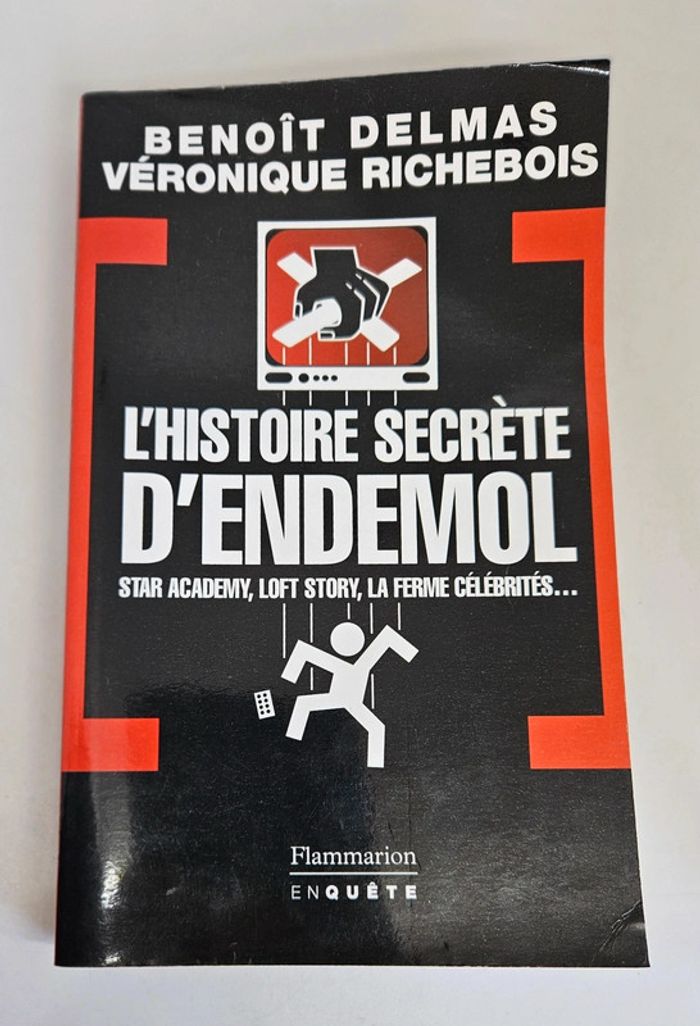 BENOÎT DELMAS
VÉRONIQUE RICHEBOIS
L'HISTOIRE SECRÈTE
D'ENDEMOL
STAR ACADEMY, LOFT STORY, LA FERME CÉLÉBRITÉS...
Flammarion
ENQUÊTE